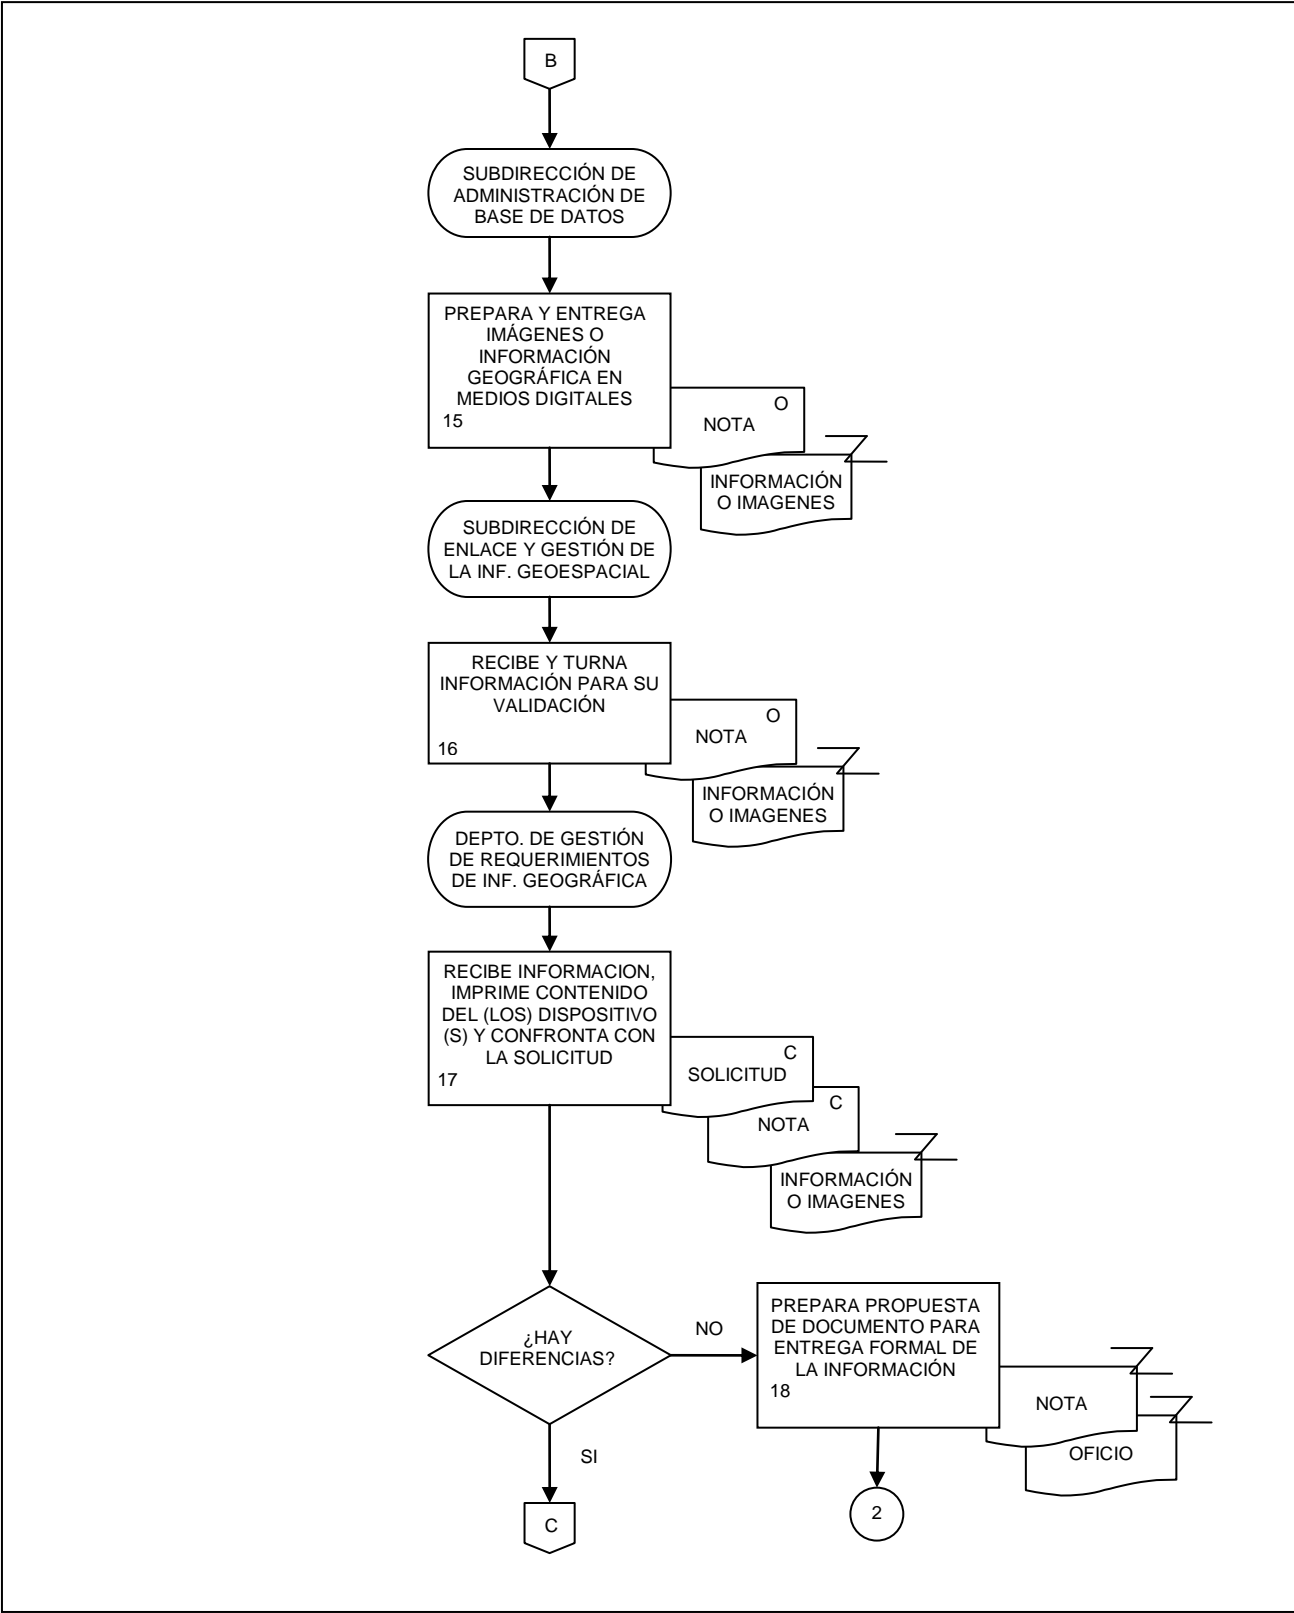 B
SUBDIRECCIÓN DE
ADMINISTRACIÓN DE
BASE DE DATOS
PREPARA Y ENTREGA
IMÁGENES O
INFORMACIÓN
GEOGRÁFICA EN
MEDIOS DIGITALES
15
O
NOTA
INFORMACIÓN
O IMAGENES
SUBDIRECCIÓN DE
ENLACE Y GESTIÓN DE
LA INF. GEOESPACIAL
RECIBE Y TURNA
INFORMACIÓN PARA SU
VALIDACIÓN
16
O
NOTA
INFORMACIÓN
O IMAGENES
DEPTO. DE GESTIÓN
DE REQUERIMIENTOS
DE INF. GEOGRÁFICA
RECIBE INFORMACION,
IMPRIME CONTENIDO
DEL (LOS) DISPOSITIVO
(S) Y CONFRONTA CON
LA SOLICITUD
17
C
SOLICITUD
C
NOTA
INFORMACIÓN
O IMAGENES
¿HAY
DIFERENCIAS?
NO
PREPARA PROPUESTA
DE DOCUMENTO PARA
ENTREGA FORMAL DE
LA INFORMACIÓN
18
NOTA
OFICIO
SI
C
2